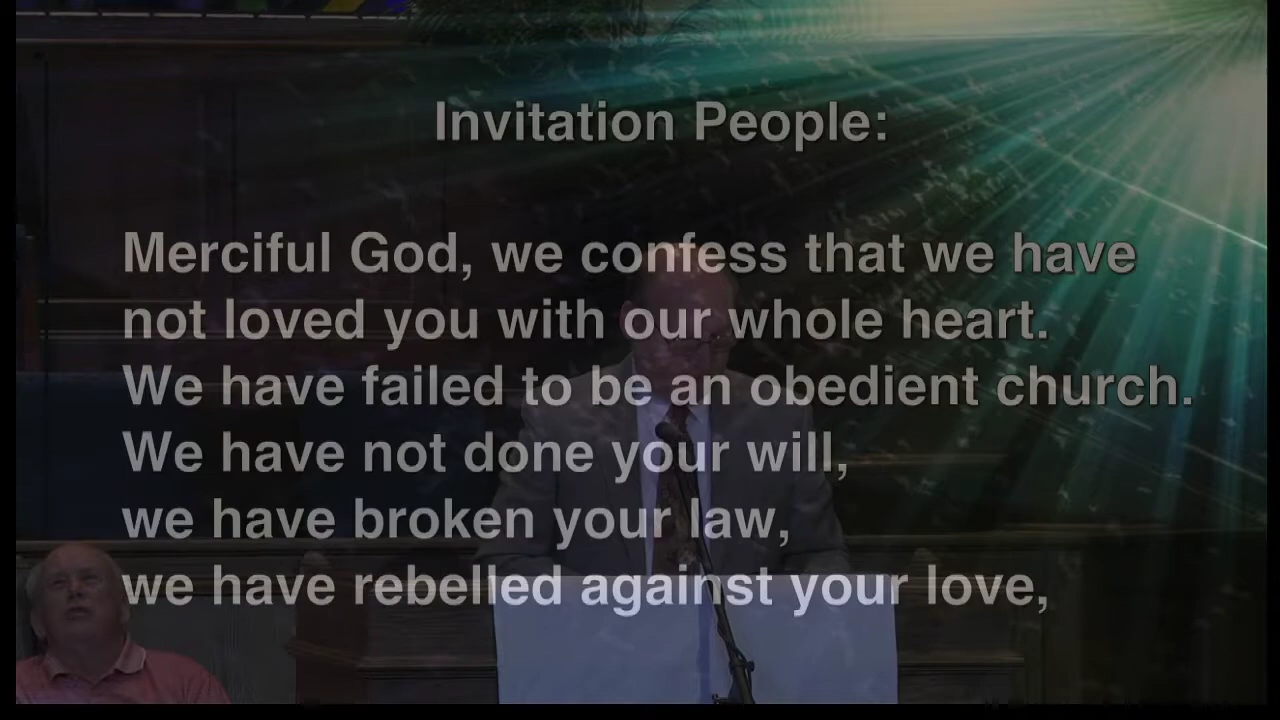 Invitation People:
Merciful God, we confess that we have
not loved you with our whole heart.
We have failed to be an obedient church.
We have not done your will,
we have broken your law,
we have rebelled against your love,